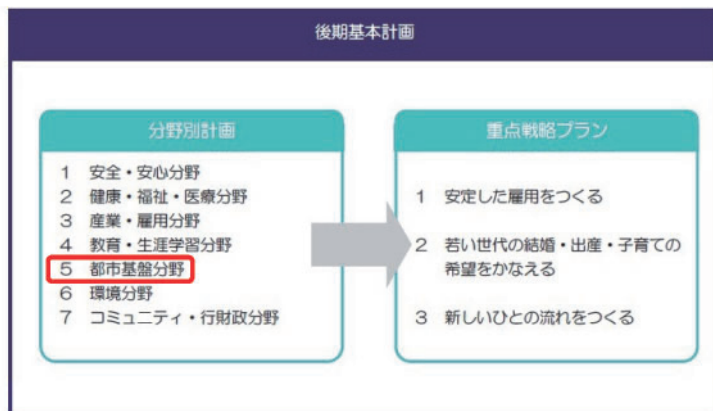 後期基本計画
分野別計画
1 安全・安心分野
2 健康・福祉・医療分野
3 産業・雇用分野
4 教育・生涯学習分野
5 都市基盤分野
6 環境分野
7 コミュニティ・行財政分野
重点戦略プラン
1 安定した雇用をつくる
2 若い世代の結婚・出産・子育ての
希望をかなえる
3 新しいひとの流れをつくる